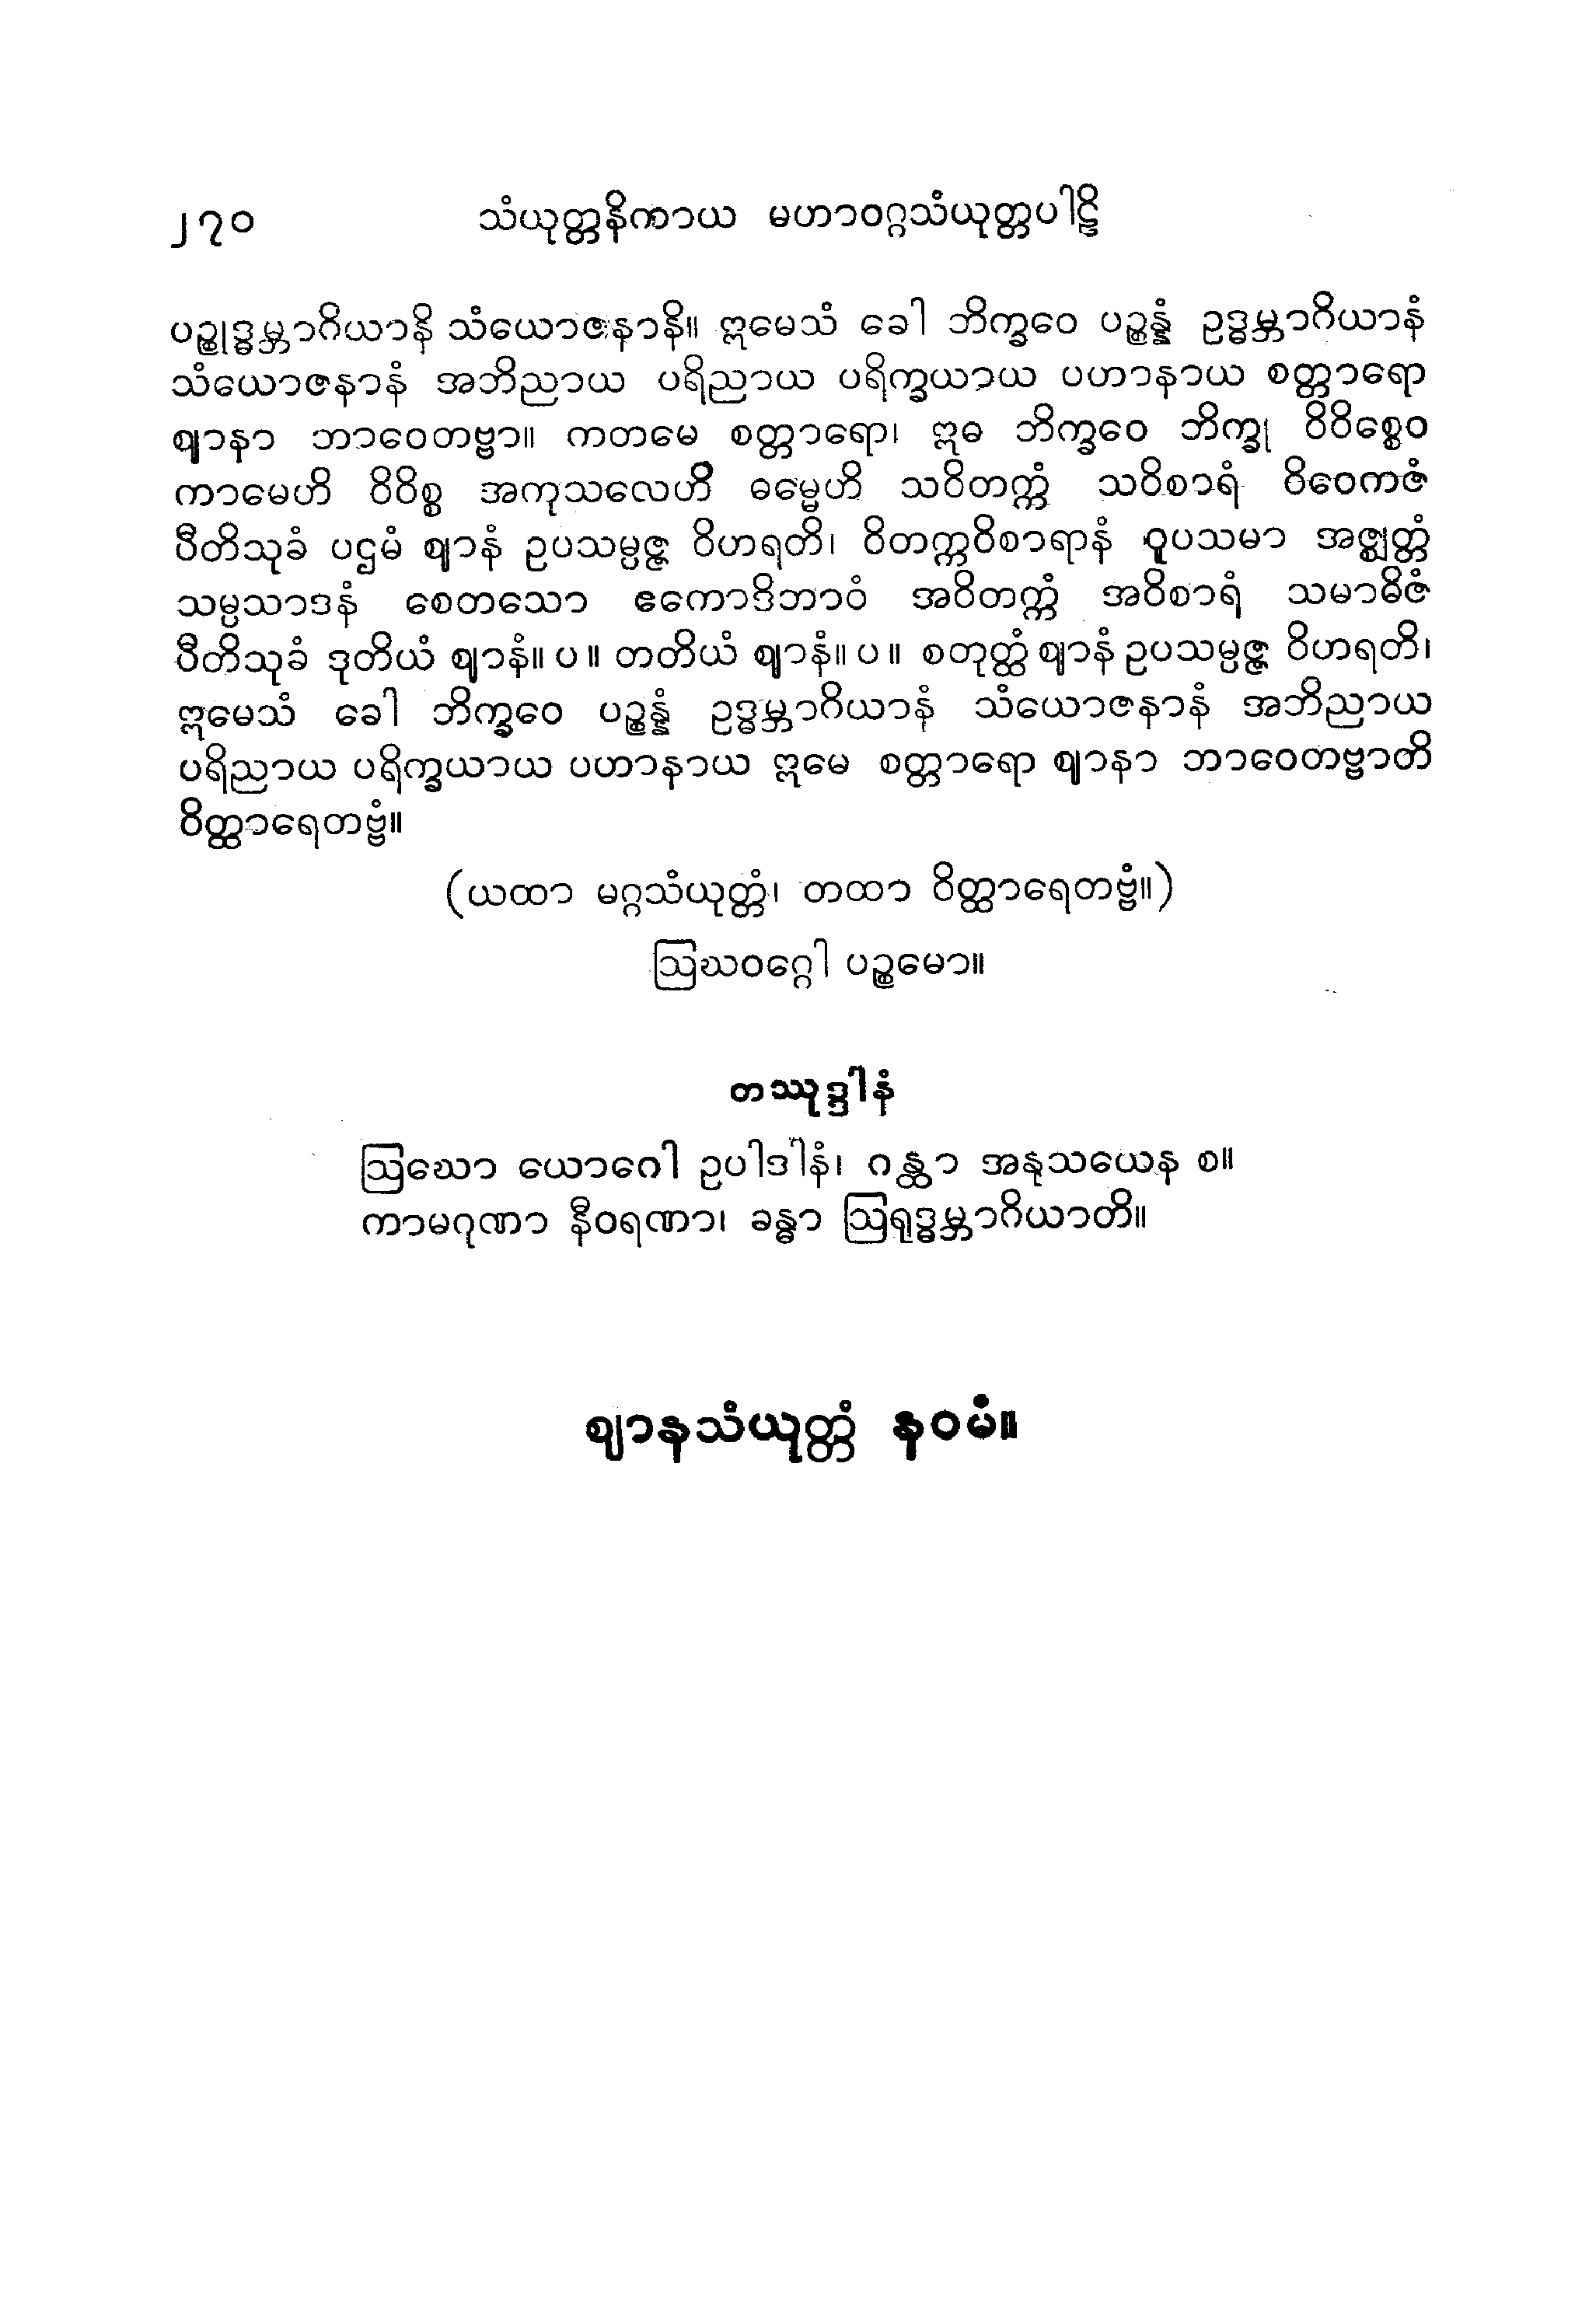 ၂၇၀ သံယုတ္တနိကာယ မဟာဝဂ္ဂသံယုတ္တပါဠိ
ပဉ္စုဒ္ဓမ္ဘာဂိယာနိ သံယောဇနာနိ။ ဣမေသံ ခေါ ဘိက္ခဝေ ပဉ္စန္နံ ဥဒ္ဓမ္ဘာဂိယာနံ
သံယောဇနာနံ အဘိညာယ ပရိညာယ ပရိက္ခယာယ ပဟာနာယ စတ္တာရော
ဈာနာ ဘာဝေတဗ္ဗာ။ ကတမေ စတ္တာရော၊ ဣဓ ဘိက္ခဝေ ဘိက္ခု ဝိဝိစ္စေဝ
ကာမေဟိ ဝိဝိစ္စ အကုသလေဟိ ဓမ္မေဟိ သဝိတက္ကံ သဝိစာရံ ဝိဝေကဇံ
ပီတိသုခံ ပဌမံ ဈာနံ ဥပသမ္ပဇ္ဇ ဝိဟရတိ၊ ဝိတက္ကဝိစာရာနံ ဝူပသမာ အဇ္ဈတ္တံ
သမ္ပသာဒနံ စေတသော ဧကောဒိဘာဝံ အဝိတက္ကံ အဝိစာရံ သမာဓိဇံ
ပီတိသုခံ ဒုတိယံ ဈာနံ။ ပ ။ တတိယံ ဈာနံ။ ပ ။ စတုတ္ထံ ဈာနံ ဥပသမ္ပဇ္ဇ ဝိဟရတိ၊
ဣမေသံ ခေါ ဘိက္ခဝေ ပဉ္စန္နံ ဥဒ္ဓမ္ဘာဂိယာနံ သံယောဇနာနံ အဘိညာယ
ပရိညာယ ပရိက္ခယာယ ပဟာနာယ ဣမေ စတ္တာရော ဈာနာ ဘာဝေတဗ္ဗာတိ
ဝိတ္ထာရေတဗ္ဗံ။
(ယထာ မဂ္ဂသံယုတ္တံ၊ တထာ ဝိတ္ထာရေတဗ္ဗံ။)
ဩဃဝဂ္ဂေါ ပဉ္စမော။
တဿုဒ္ဒါနံ
ဩဃော ယောဂေါ ဥပါဒါနံ၊ ဂန္ထာ အနုသယေန စ။
ကာမဂုဏာ နီဝရဏာ၊ ခန္ဓာ ဩရုဒ္ဓမ္ဘာဂိယာတိ။
ဈာနသံယုတ္တံ နဝမံ။